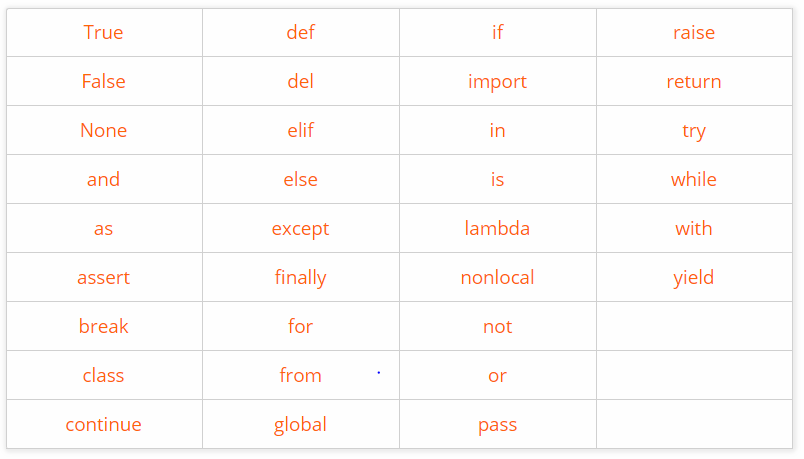 True def if raise
False del import return
None elif in try
and else is while
as except lambda with
assert finally nonlocal yield
break for not
class from or
continue global pass